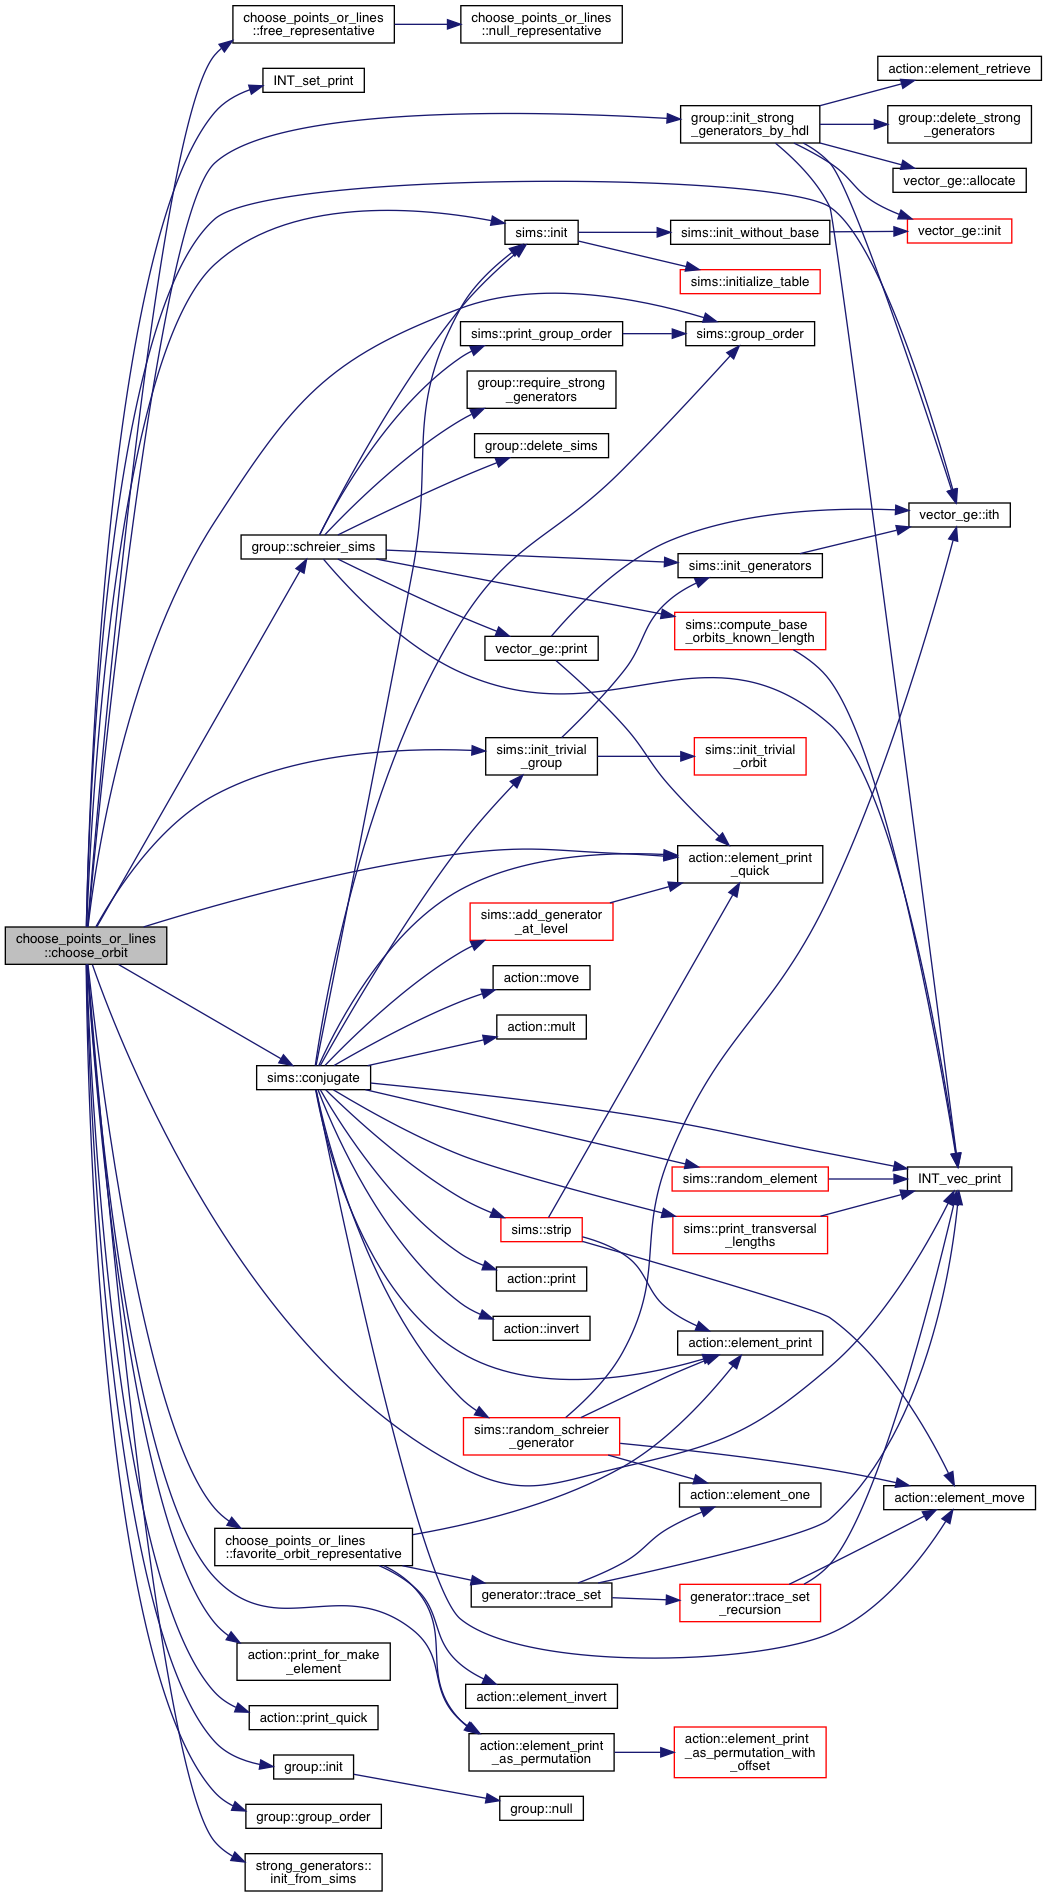 choose_points_or_lines
::free_representative
choose_points_or_lines
::null_representative
INT_set_print
action::element_retrieve
group::init_strong
_generators_by_hdl
group::delete_strong
_generators
vector_ge::allocate
sims::init
sims::init_without_base
vector_ge::init
sims::initialize_table
sims::print_group_order
sims::group_order
group::require_strong
_generators
group::delete_sims
vector_ge::ith
group::schreier_sims
sims::init_generators
sims::compute_base
_orbits_known_length
vector_ge::print
sims::init_trivial
_group
sims::init_trivial
_orbit
action::element_print
_quick
sims::add_generator
_at_level
choose_points_or_lines
::choose_orbit
action::move
action::mult
sims::conjugate
sims::random_element
INT_vec_print
sims::strip
sims::print_transversal
_lengths
action::print
action::invert
action::element_print
sims::random_schreier
_generator
action::element_one
action::element_move
choose_points_or_lines
::favorite_orbit_representative
generator::trace_set
generator::trace_set
_recursion
action::print_for_make
_element
action::element_invert
action::print_quick
action::element_print
_as_permutation
action::element_print
_as_permutation_with
_offset
group::init
group::null
group::group_order
strong_generators::
init_from_sims